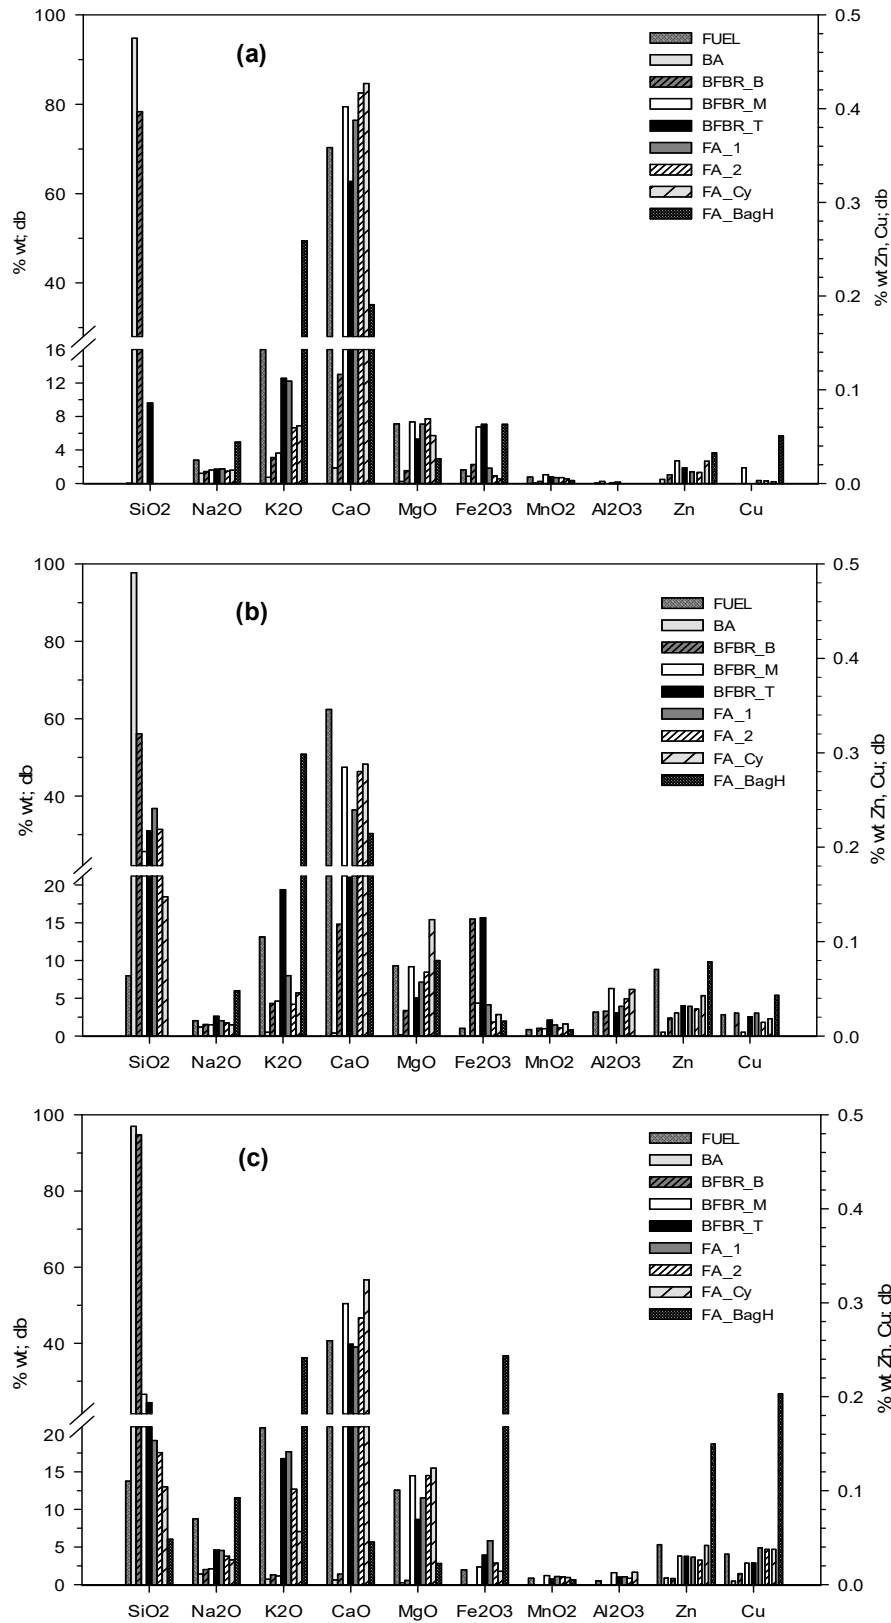 (a)
100
80
60
40
16
12
8
4
0
% wt; db
0.5
0.4
0.3
0.2
0.1
0.0
% wt Zn, Cu; db
FUEL
BA
BFBR_B
BFBR_M
BFBR_T
FA_1
FA_2
FA_Cy
FA_BagH
SiO2 Na2O K2O CaO MgO Fe2O3 MnO2 Al2O3 Zn Cu
(b)
100
80
60
40
20
15
10
5
0
% wt; db
0.5
0.4
0.3
0.2
0.1
0.0
% wt Zn, Cu; db
FUEL
BA
BFBR_B
BFBR_M
BFBR_T
FA_1
FA_2
FA_Cy
FA_BagH
SiO2 Na2O K2O CaO MgO Fe2O3 MnO2 Al2O3 Zn Cu
(c)
100
80
60
40
20
15
10
5
0
% wt; db
0.5
0.4
0.3
0.2
0.1
0.0
% wt Zn, Cu; db
FUEL
BA
BFBR_B
BFBR_M
BFBR_T
FA_1
FA_2
FA_Cy
FA_BagH
SiO2 Na2O K2O CaO MgO Fe2O3 MnO2 Al2O3 Zn Cu